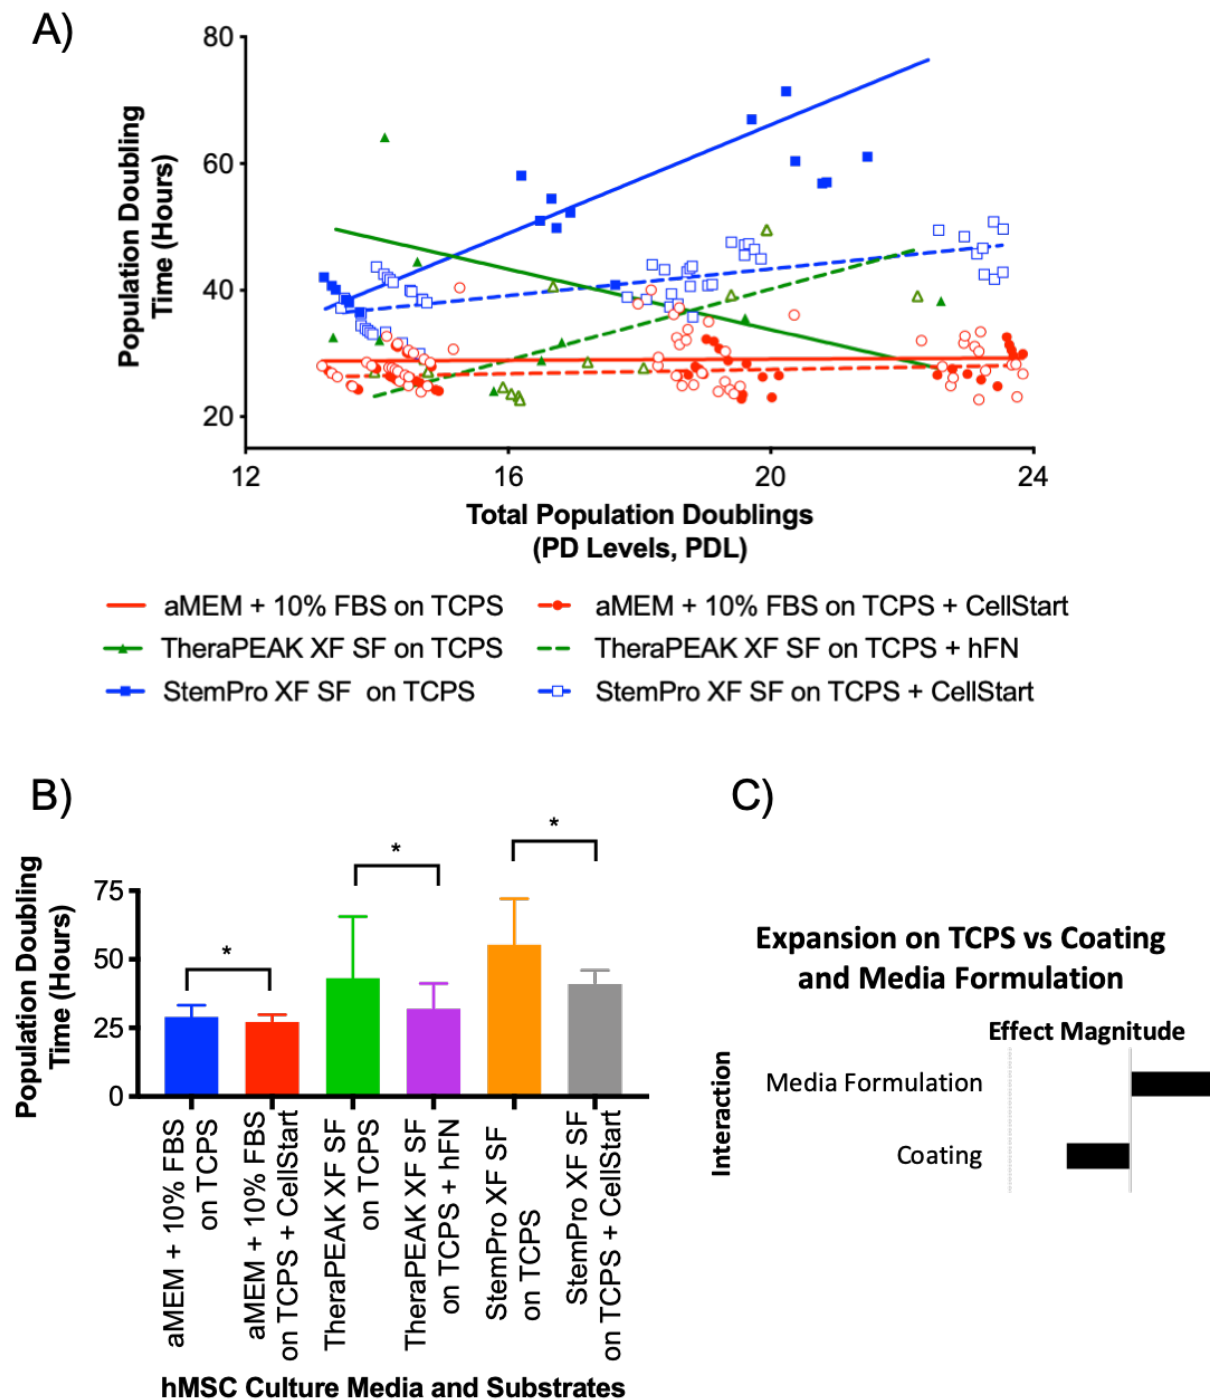 A)
80
60
40
20
Population Doubling
Time (Hours)
12 16 20 24
Total Population Doublings
(PD Levels, PDL)
aMEM + 10% FBS on TCPS
aMEM + 10% FBS on TCPS + CellStart
TheraPEAK XF SF on TCPS
TheraPEAK XF SF on TCPS + hFN
StemPro XF SF on TCPS
StemPro XF SF on TCPS + CellStart
B)
Population Doubling
Time (Hours)
75
50
25
0
*
*
*
aMEM + 10% FBS
on TCPS
aMEM + 10% FBS
on TCPS + CellStart
TheraPEAK XF SF
on TCPS
TheraPEAK XF SF
on TCPS + hFN
StemPro XF SF
on TCPS
StemPro XF SF
on TCPS + CellStart
hMSC Culture Media and Substrates
C)
Expansion on TCPS vs Coating
and Media Formulation
Effect Magnitude
Interaction
Media Formulation
Coating